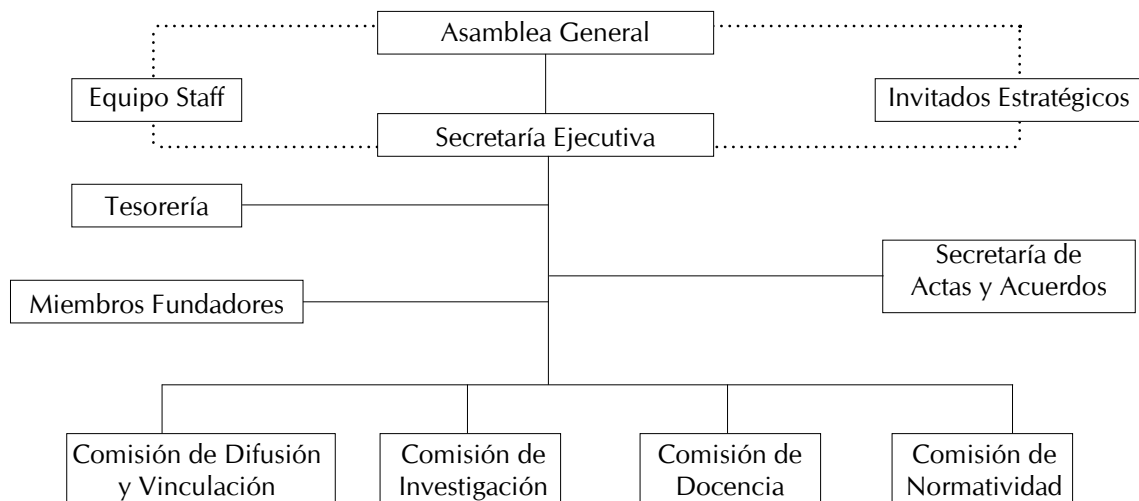 Asamblea General
Equipo Staff
Invitados Estratégicos
Secretaría Ejecutiva
Tesorería
Secretaría de
Actas y Acuerdos
Miembros Fundadores
Comisión de Difusión
y Vinculación
Comisión de
Investigación
Comisión de
Docencia
Comisión de
Normatividad